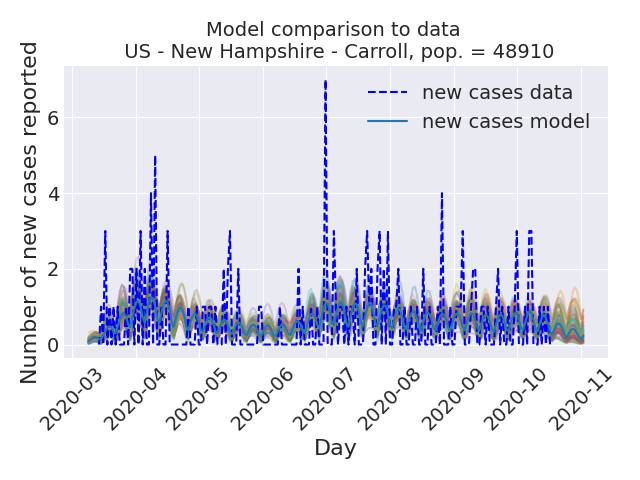 Model comparison to data
US - New Hampshire - Carroll, pop. = 48910
Number of new cases reported
new cases data
new cases model
6
4
2
0
2020-03
2020-04
2020-05
2020-06
2020-07
2020-08
2020-09
2020-10
2020-11
Day